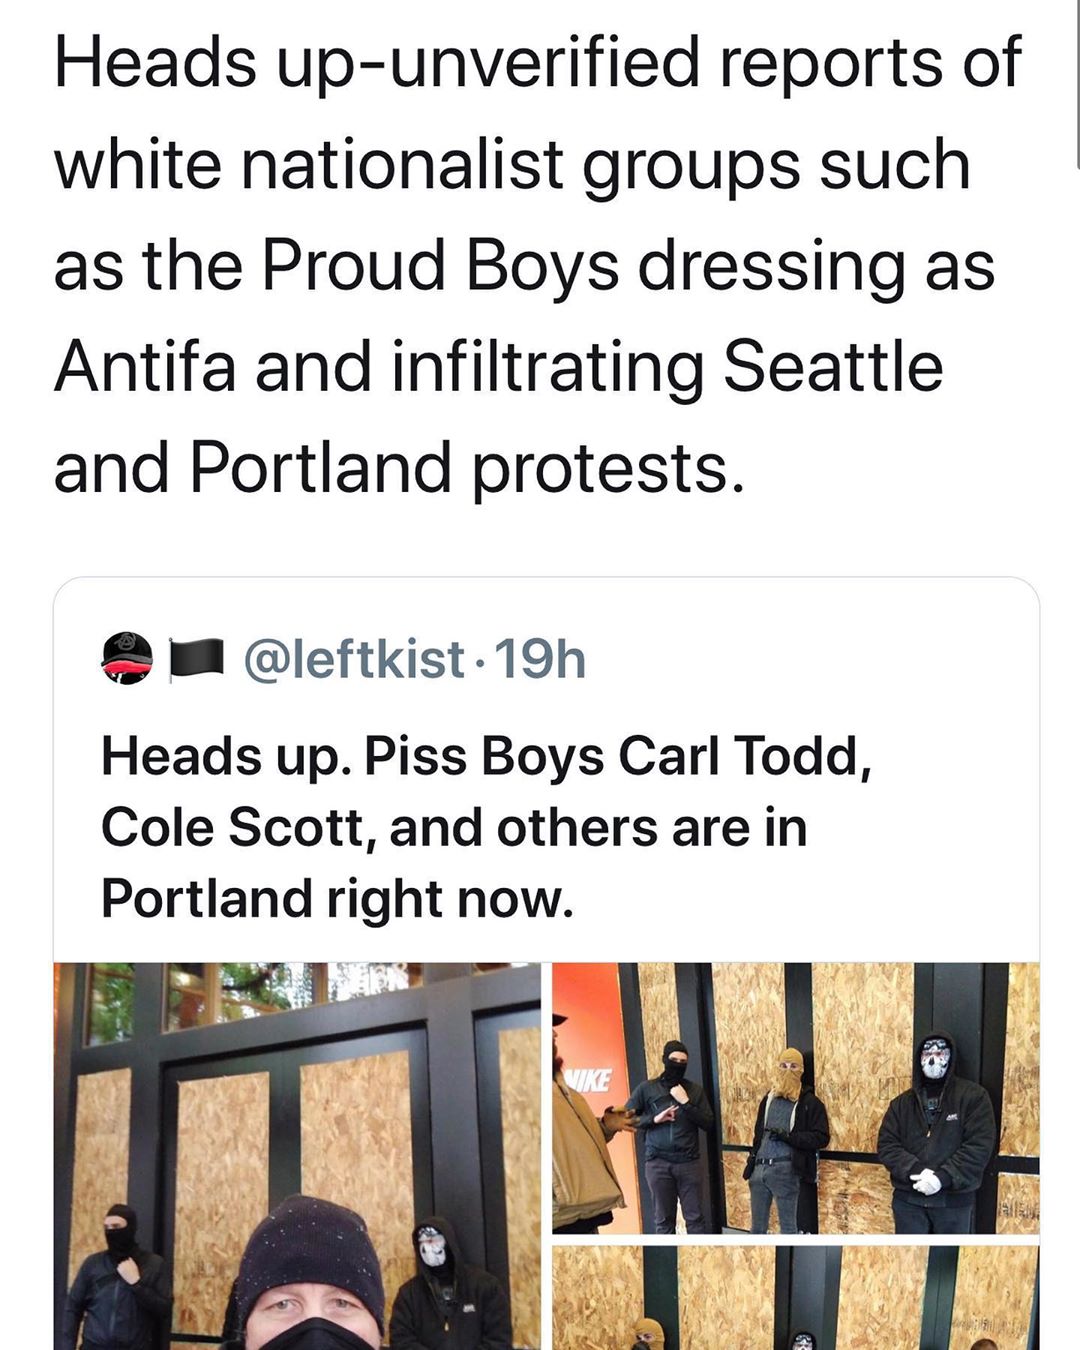 Heads up-unverified reports of
white nationalist groups such
as the Proud Boys dressing as
Antifa and infiltrating Seattle
and Portland protests.
@leftkist · 19h
Heads up. Piss Boys Carl Todd,
Cole Scott, and others are in
Portland right now.
NIKE